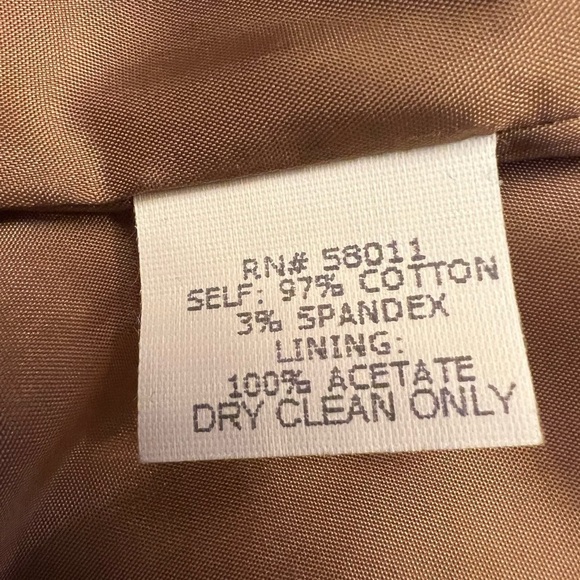 RN# 58011
SELF: 97% COTTON
3% SPANDEX
LINING:
100% ACETATE
DRY CLEAN ONLY